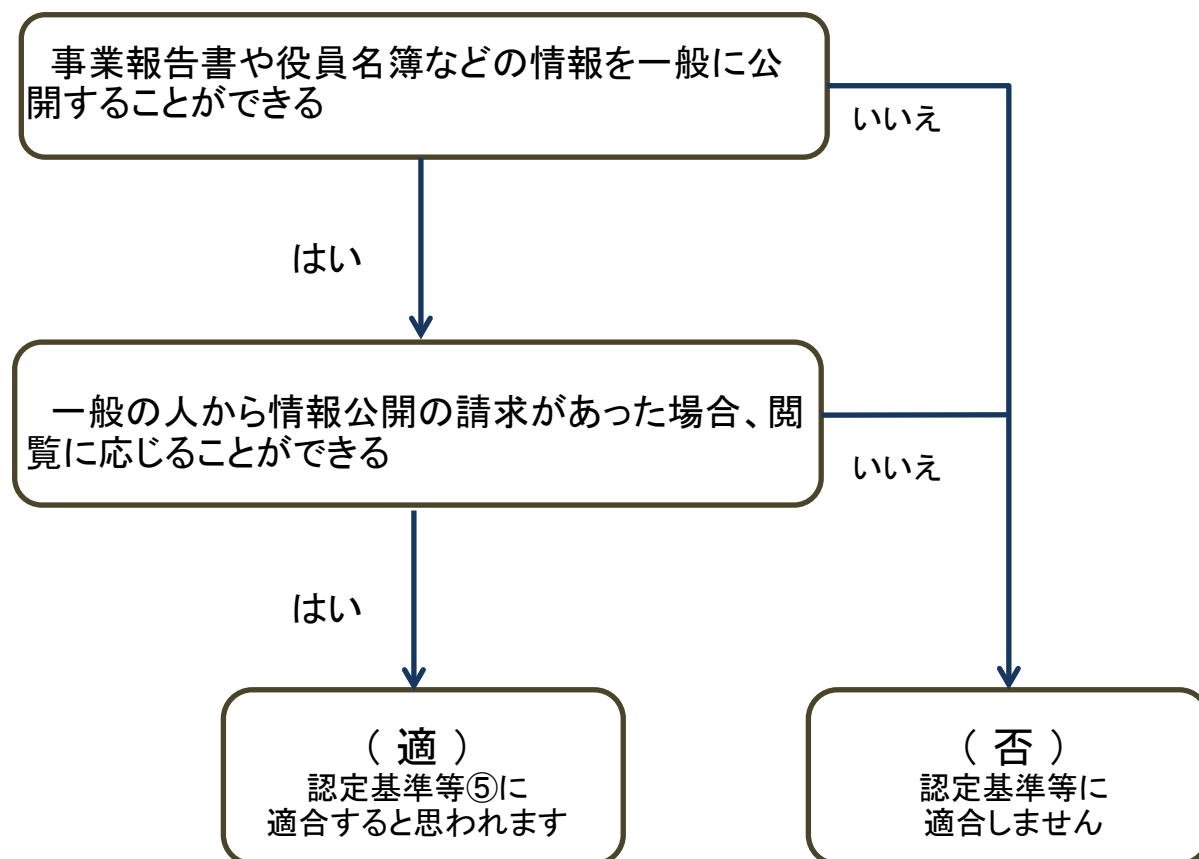 事業報告書や役員名簿などの情報を一般に公
開することができる
いいえ
はい
一般の人から情報公開の請求があった場合、閲
覧に応じることができる
いいえ
はい
（ 適 ）
認定基準等⑤に
適合すると思われます
（ 否 ）
認定基準等に
適合しません